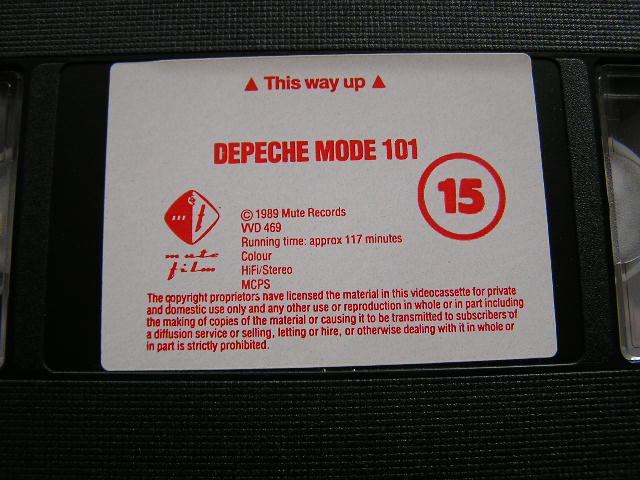 ▲ This way up ▲
DEPECHE MODE 101
15
© 1989 Mute Records
VVD 469
Running time: approx 117 minutes
Colour
HiFi/Stereo
MCPS
mute
film
The copyright proprietors have licensed the material in this videocassette for private
and domestic use only and any other use or reproduction in whole or in part including
the making of copies of the material or causing it to be transmitted to subscribers of
a diffusion service or selling, letting or hire, or otherwise dealing with it in whole or
in part is strictly prohibited.